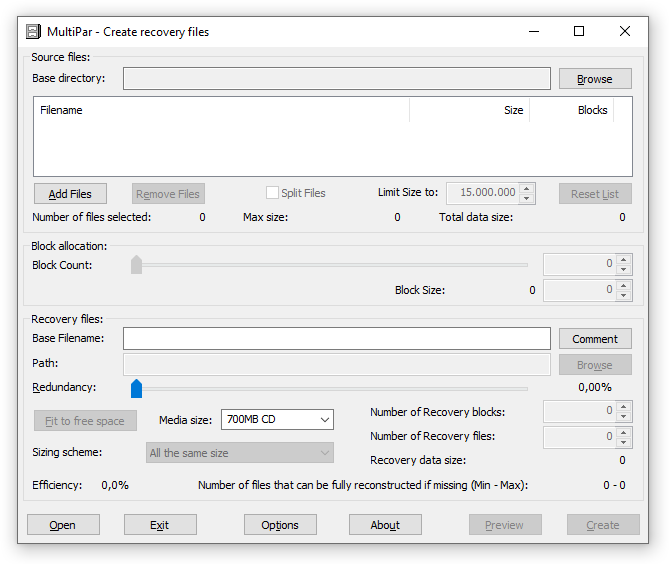 MultiPar - Create recovery files
Source files:
Base directory:
Browse
Filename Size Blocks
Add Files Remove Files Split Files Limit Size to: 15.000.000 Reset List
Number of files selected: 0 Max size: 0 Total data size: 0
Block allocation:
Block Count: 0
Block Size: 0 0
Recovery files:
Base Filename: Comment
Path: Browse
Redundancy: 0,00%
Fit to free space Media size: 700MB CD Number of Recovery blocks: 0
Number of Recovery files: 0
Sizing scheme: All the same size
Recovery data size: 0
Efficiency: 0,0% Number of files that can be fully reconstructed if missing (Min - Max): 0 - 0
Open Exit Options About Preview Create